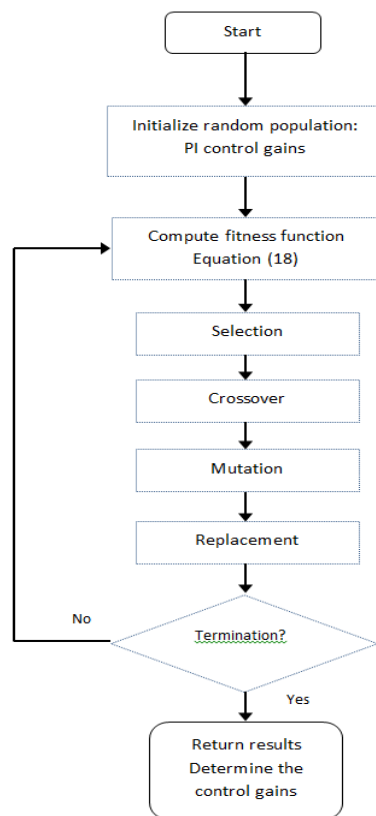 Start
Initialize random population:
PI control gains
Compute fitness function
Equation (18)
Selection
Crossover
Mutation
Replacement
Termination?
No
Yes
Return results
Determine the
control gains